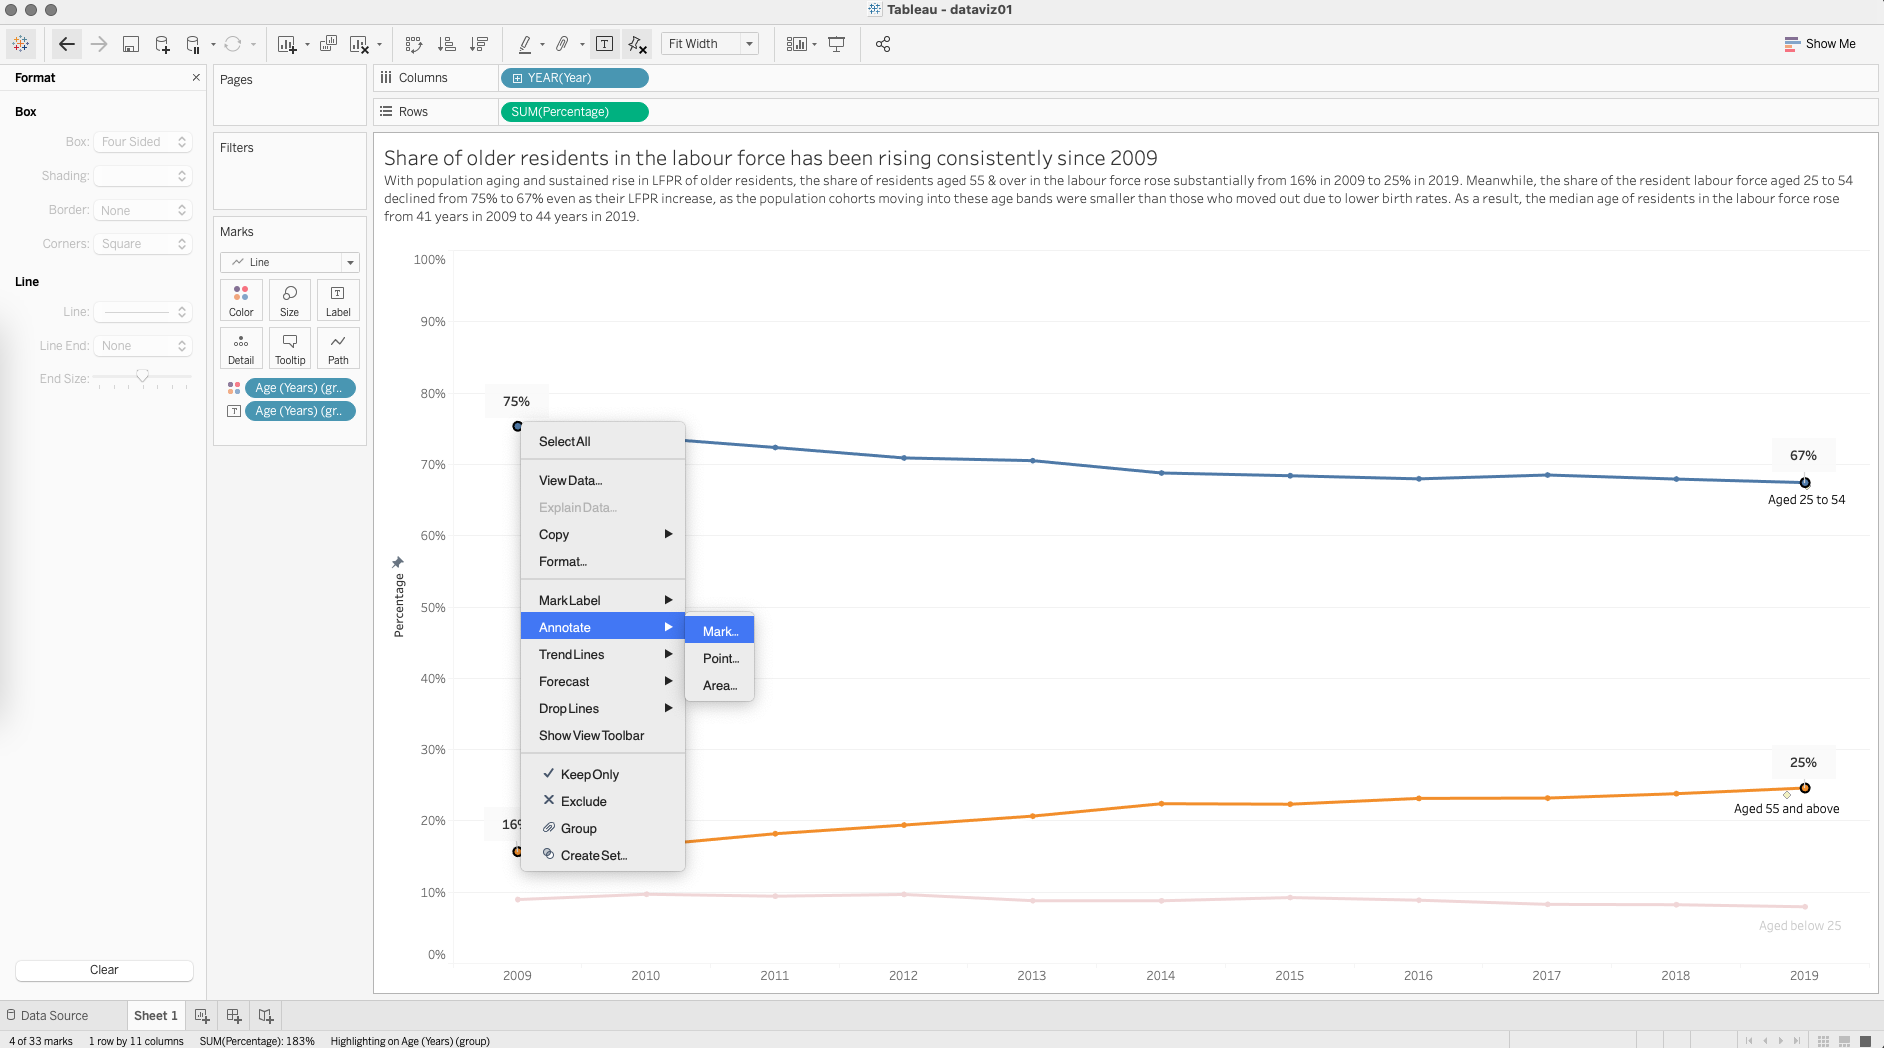 Tableau - dataviz01
Fit Width
Show Me
Format
Box
Box: Four Sided
Shading:
Border: None
Corners: Square
Line
Line:
Line End: None
End Size:
Clear
Pages
Filters
Marks
Line
Color
Size
Label
Detail
Tooltip
Path
Age (Years) (gr..
Age (Years) (gr..
Columns
YEAR(Year)
Rows
SUM(Percentage)
Share of older residents in the labour force has been rising consistently since 2009
With population aging and sustained rise in LFPR of older residents, the share of residents aged 55 & over in the labour force rose substantially from 16% in 2009 to 25% in 2019. Meanwhile, the share of the resident labour force aged 25 to 54
declined from 75% to 67% even as their LFPR increase, as the population cohorts moving into these age bands were smaller than those who moved out due to lower birth rates. As a result, the median age of residents in the labour force rose
from 41 years in 2009 to 44 years in 2019.
Percentage
100%
90%
80%
70%
60%
50%
40%
30%
20%
10%
0%
75%
67%
Aged 25 to 54
25%
Aged 55 and above
Aged below 25
Select All
View Data...
Explain Data...
Copy
Format...
Mark Label
Annotate
Trend Lines
Forecast
Drop Lines
Show View Toolbar
Keep Only
Exclude
Group
Create Set...
Mark...
Point...
Area...
2009
2010
2011
2012
2013
2014
2015
2016
2017
2018
2019
Data Source
Sheet 1
4 of 33 marks
1 row by 11 columns
SUM(Percentage): 183%
Highlighting on Age (Years) (group)